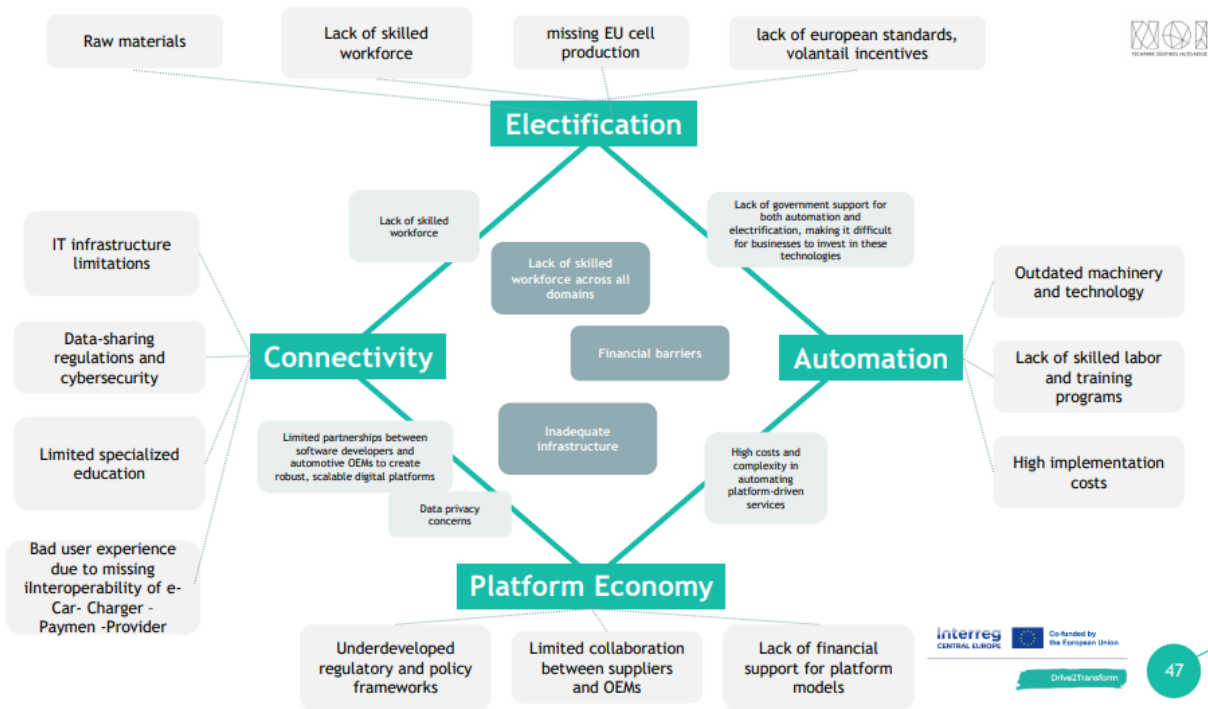 Raw materials
Lack of skilled
workforce
missing EU cell
production
lack of european standards,
volantail incentives
NOI
TECHPARK SÜDTIROL/ALTO ADIGE
Electification
Lack of skilled
workforce
Lack of government support for
both automation and
electrification, making it difficult
for businesses to invest in these
technologies
IT infrastructure
limitations
Lack of skilled
workforce across all
domains
Outdated machinery
and technology
Data-sharing
regulations and
cybersecurity
Connectivity
Financial barriers
Automation
Lack of skilled labor
and training
programs
Limited specialized
education
Limited partnerships between
software developers and
automotive OEMs to create
robust, scalable digital platforms
Inadequate
infrastructure
High costs and
complexity in
automating
platform-driven
services
High implementation
costs
Data privacy
concerns
Bad user experience
due to missing
iInteroperability of e-
Car- Charger –
Paymen -Provider
Platform Economy
Underdeveloped
regulatory and policy
frameworks
Limited collaboration
between suppliers
and OEMs
Lack of financial
support for platform
models
Interreg
CENTRAL EUROPE
Co-funded by
the European Union
Drive2Transform
47